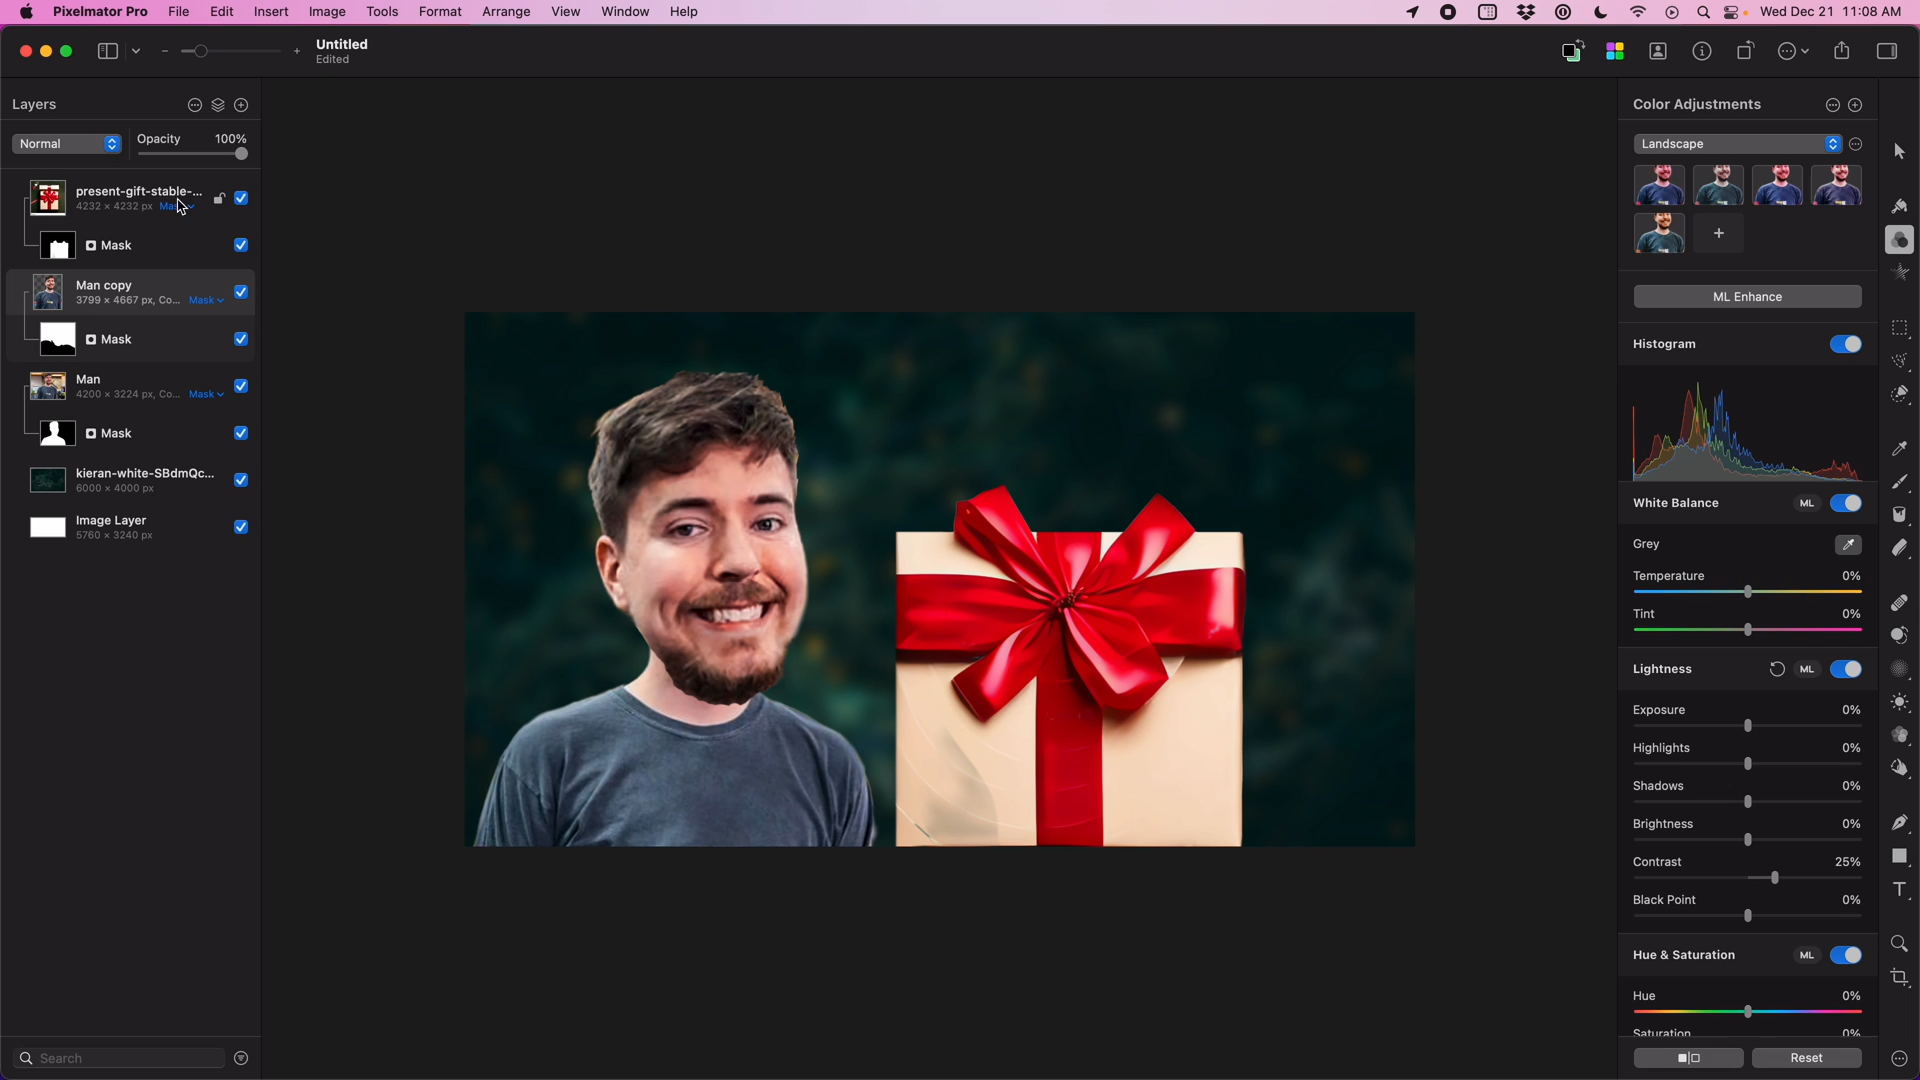 Pixelmator Pro File Edit Insert Image Tools Format Arrange View Window Help Wed Dec 21 11:08 AM
Untitled
Edited
Layers
Normal Opacity 100%
present-gift-stable-...
4232 × 4232 px
Mask
Man copy
3799 × 4667 px, Co... Mask
Mask
Man
4200 × 3224 px, Co... Mask
Mask
kieran-white-SBdmQc...
6000 × 4000 px
Image Layer
5760 × 3240 px
Search
Color Adjustments
Landscape
ML Enhance
Histogram
White Balance ML
Grey
Temperature 0%
Tint 0%
Lightness ML
Exposure 0%
Highlights 0%
Shadows 0%
Brightness 0%
Contrast 25%
Black Point 0%
Hue & Saturation ML
Hue 0%
Saturation 0%
Reset